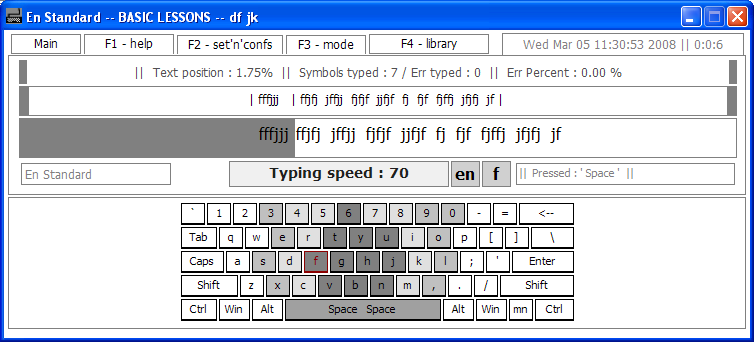 En Standard -- BASIC LESSONS -- df jk
Main F1 - help F2 - set'n'confs F3 - mode F4 - library Wed Mar 05 11:30:53 2008 || 0:0:6
|| Text position : 1.75% || Symbols typed : 7 / Err typed : 0 || Err Percent : 0.00 %
| fffjjj | ffjfj jffjj fjfjf jjfjf fj fjf fjffj jfjfj jf |
fffjjj ffjfj jffjj fjfjf jjfjf fj fjf fjffj jfjfj jf
En Standard Typing speed : 70 en f || Pressed : ' Space ' ||
` 1 2 3 4 5 6 7 8 9 0 - = <--
Tab q w e r t y u i o p [ ] \
Caps a s d f g h j k l ; ' Enter
Shift z x c v b n m , . / Shift
Ctrl Win Alt Space Space Alt Win mn Ctrl